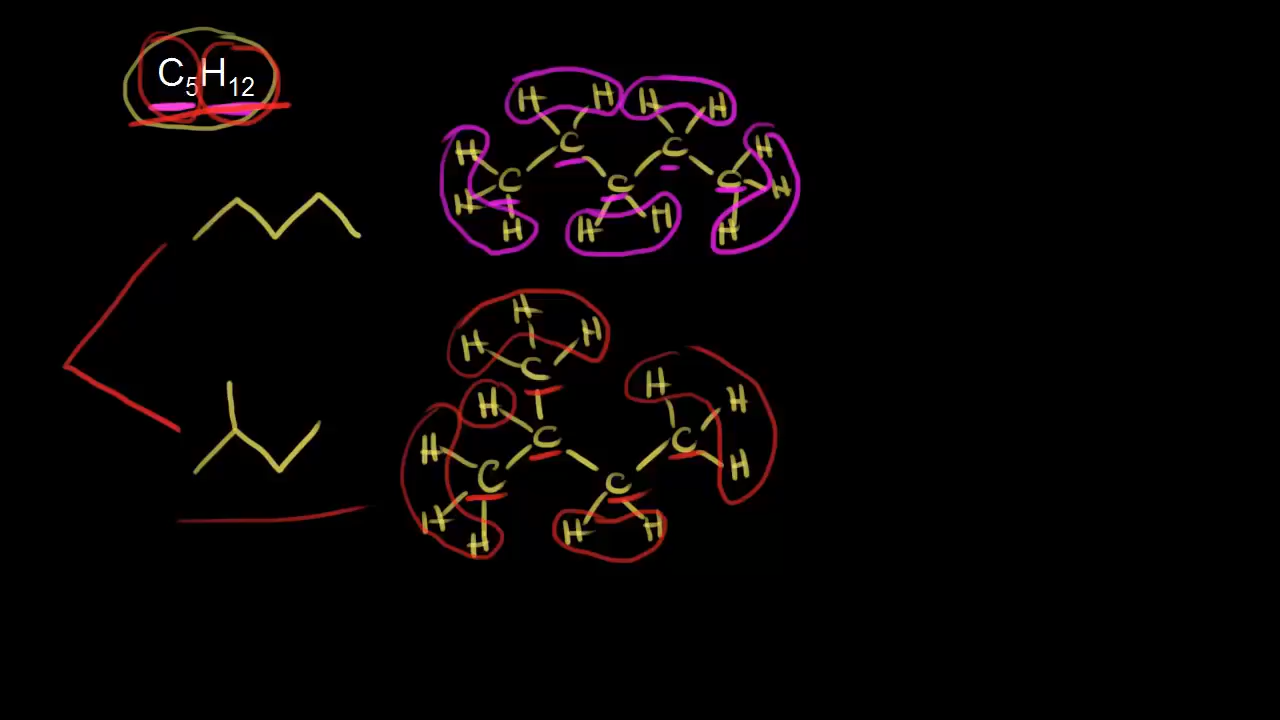 C₅H₁₂
H H H H
H C C H
C C C H
H H H H H
H
H H
C
H H H
H C C
H C C H
H H H
H